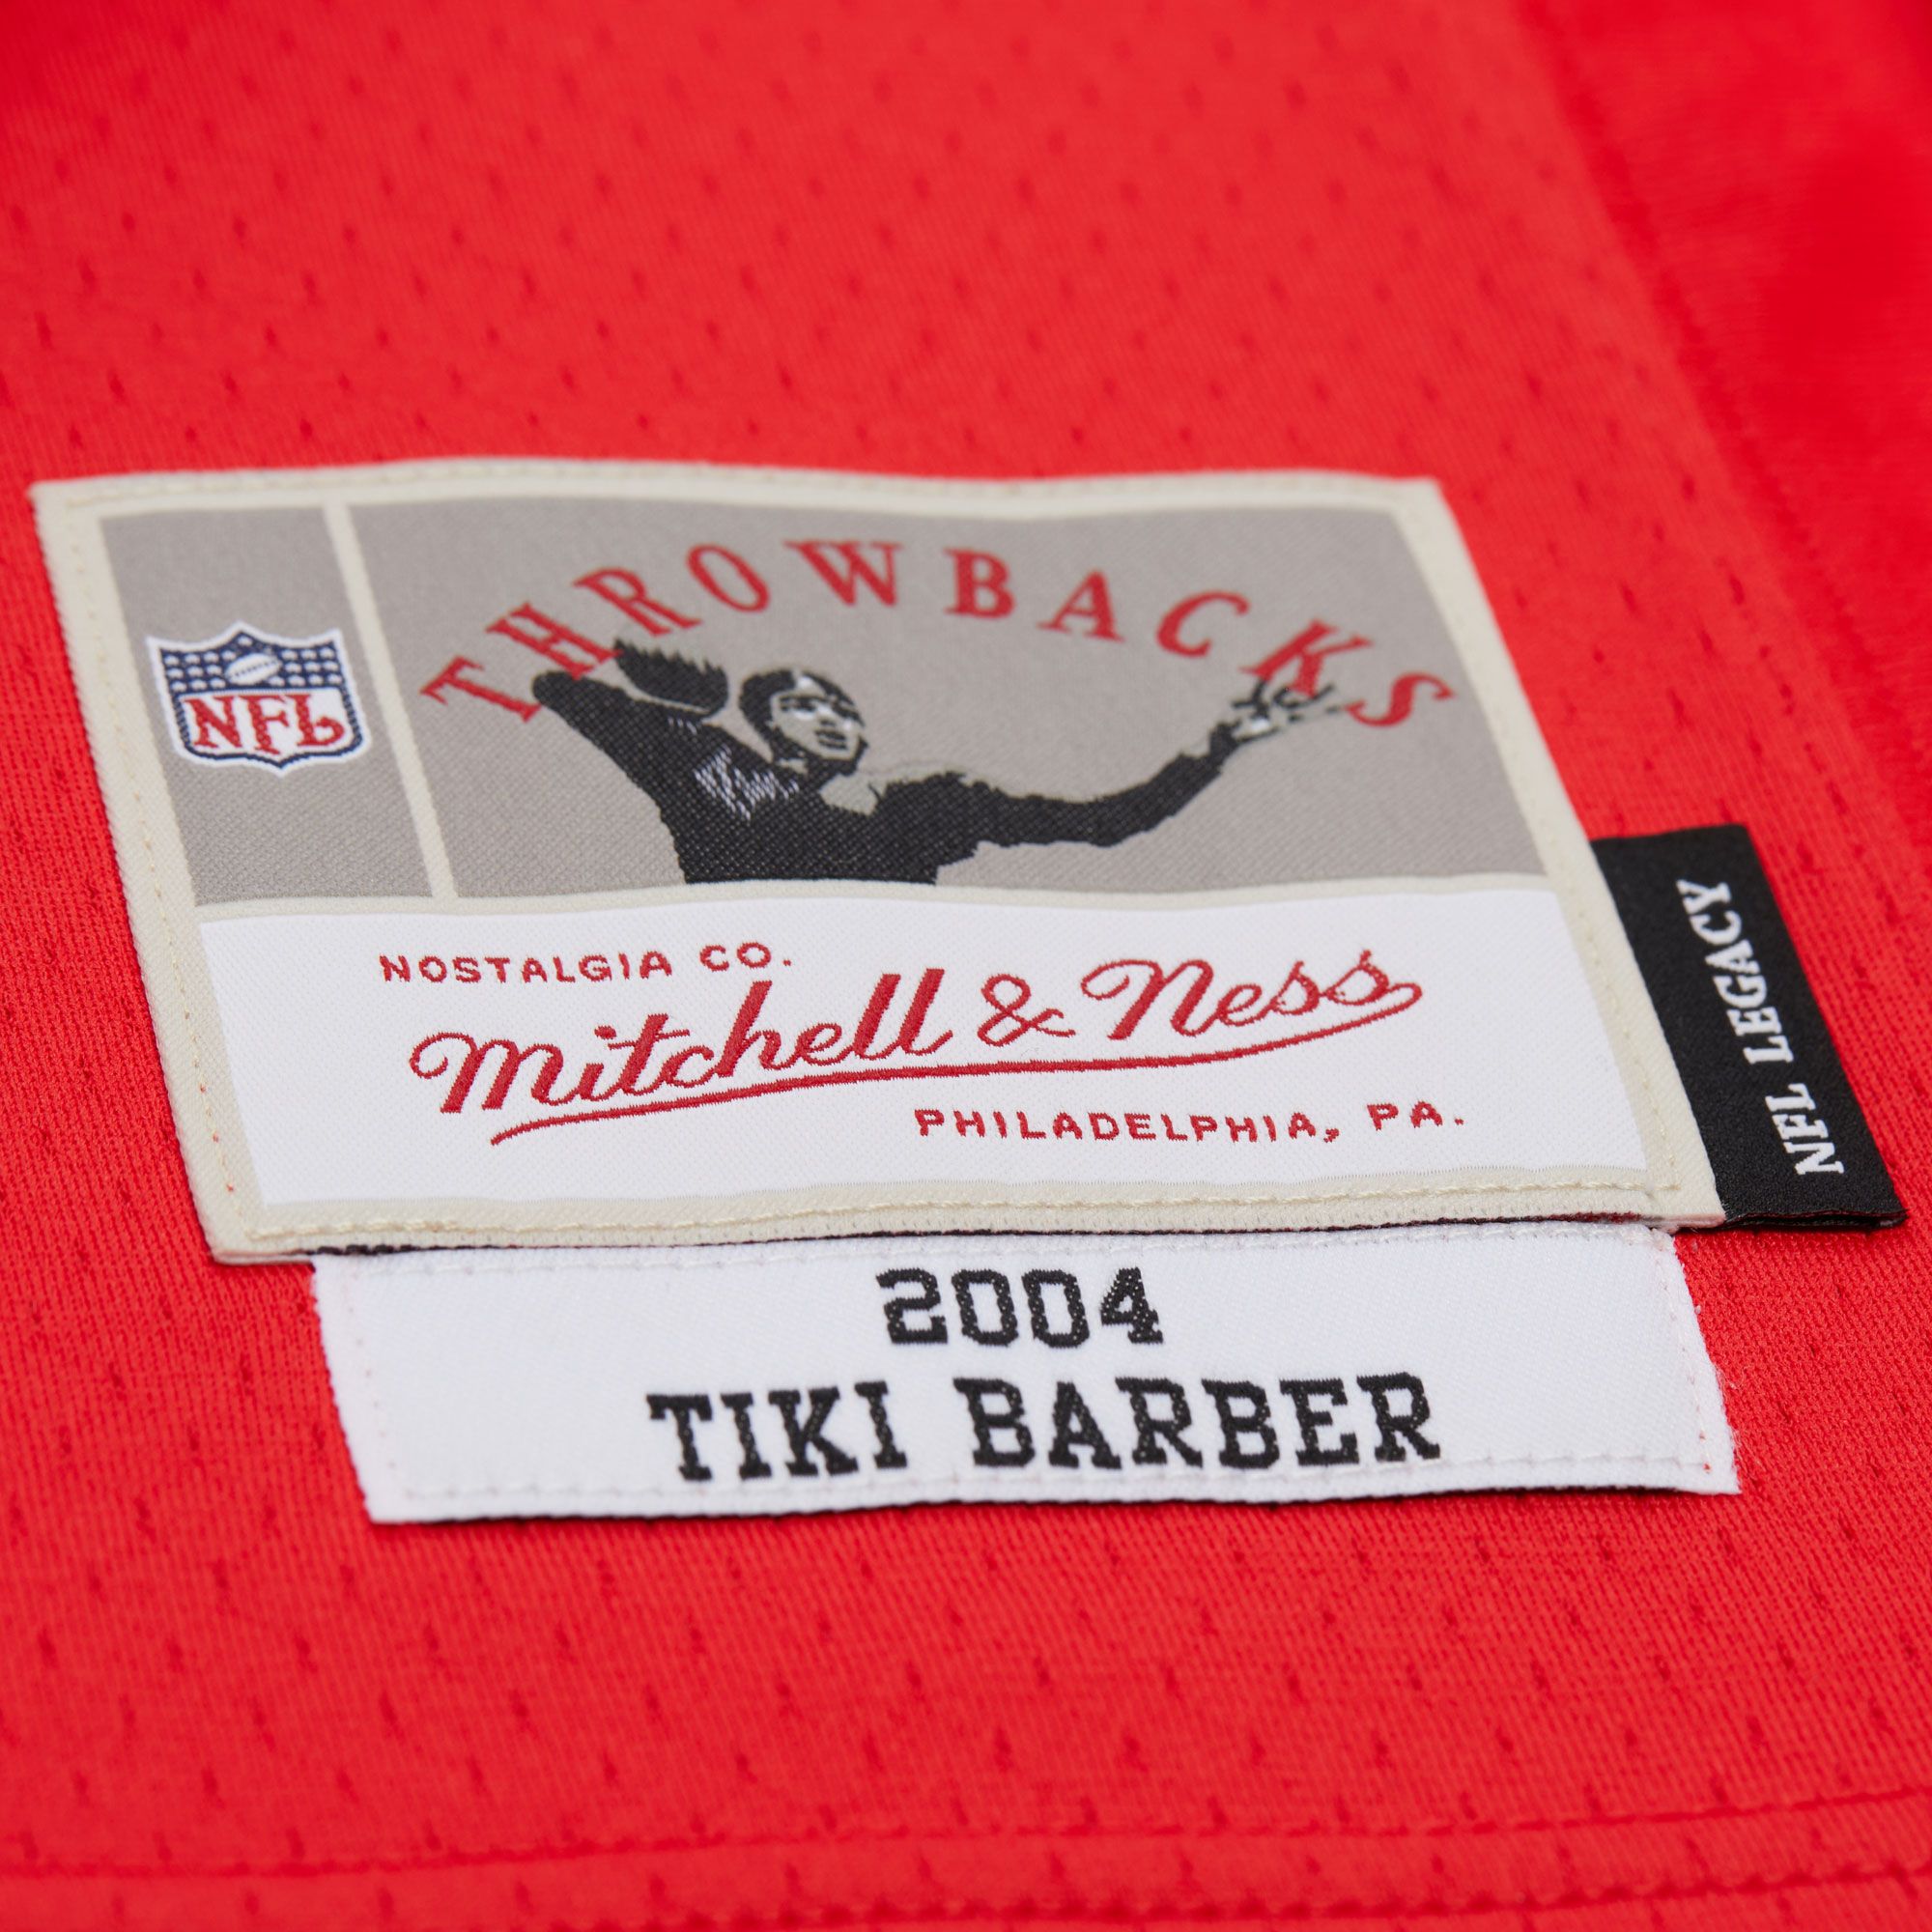 THROWBACKS
NFL
NOSTALGIA CO.
Mitchell & Ness
PHILADELPHIA, PA.
NFL LEGACY
2004
TIKI BARBER